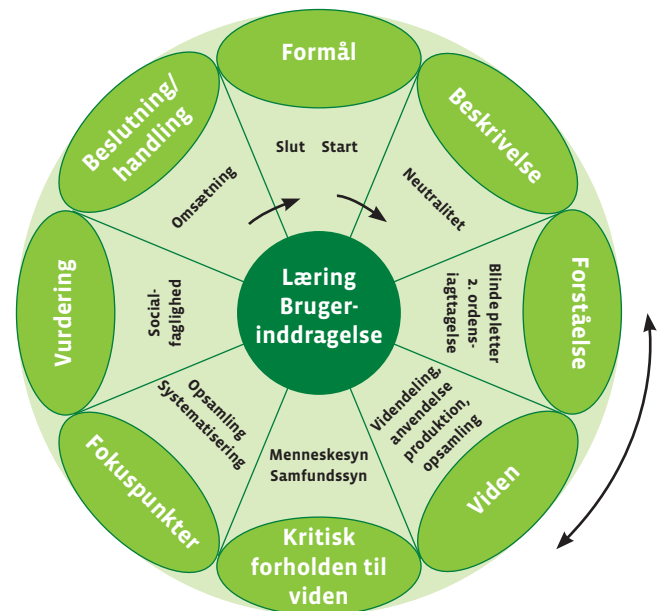 Formål
Slut Start
Beskrivelse
Neutralitet
Forståelse
Blinde pletter
2. ordens-
iagttagelse
Viden
Videndeling,
anvendelse
produktion,
opsamling
Kritisk
forholden til
viden
Menneskesyn
Samfundssyn
Fokuspunkter
Opsamling
Systematisering
Vurdering
Social-
faglighed
Beslutning/
handling
Omsætning
Læring
Bruger-
inddragelse